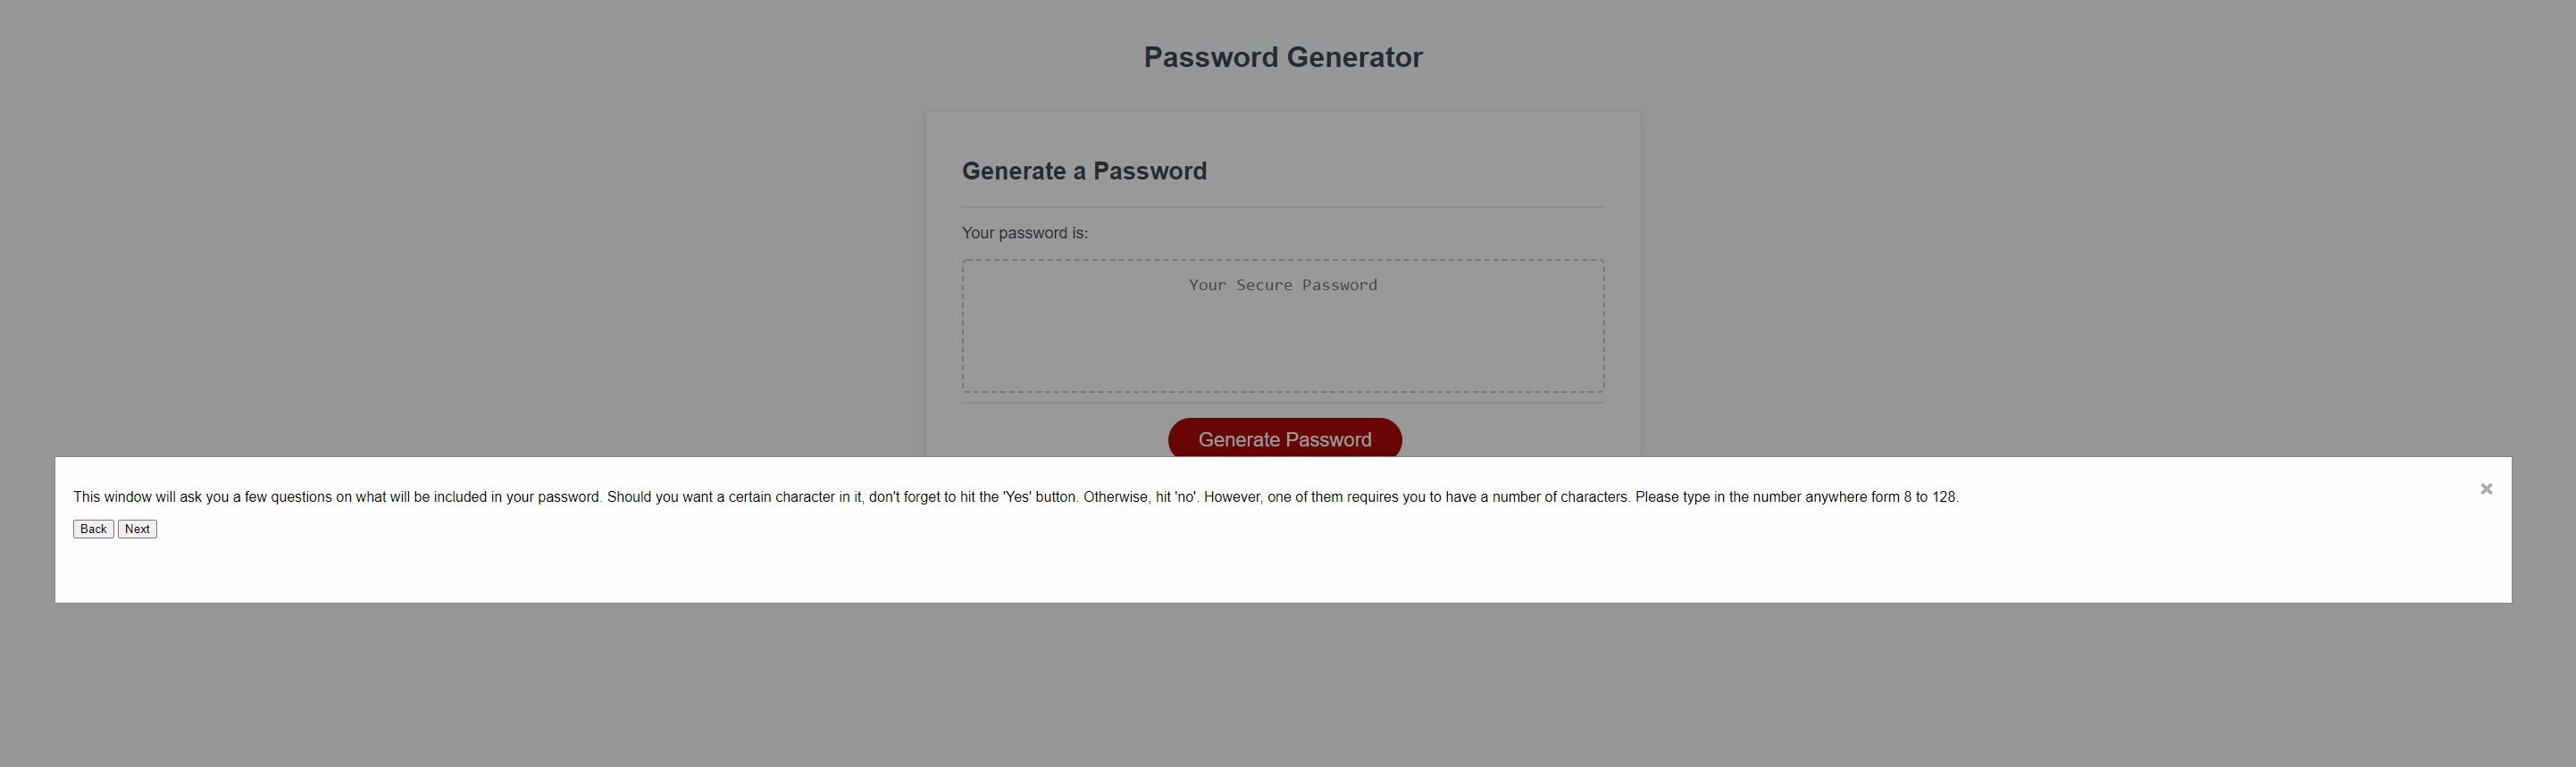 Password Generator
Generate a Password
Your password is:
Your Secure Password
Generate Password
×
This window will ask you a few questions on what will be included in your password. Should you want a certain character in it, don't forget to hit the 'Yes' button. Otherwise, hit 'no'. However, one of them requires you to have a number of characters. Please type in the number anywhere form 8 to 128.
Back Next